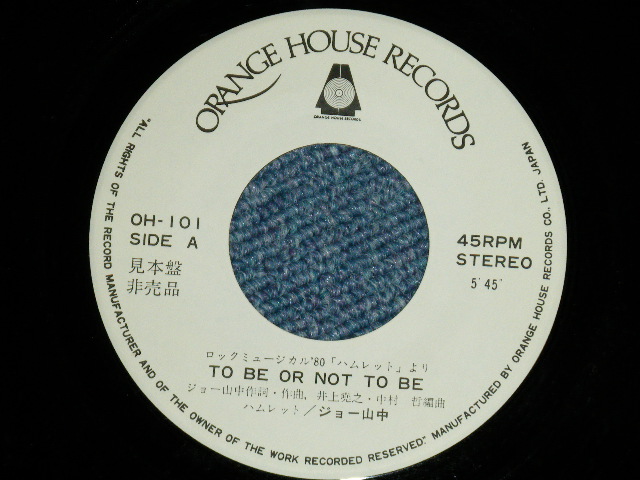 ORANGE HOUSE RECORDS
ORANGE HOUSE RECORDS
OH-101
SIDE A
見本盤
非売品
45RPM
STEREO
5′45″
ロックミュージカル'80「ハムレット」より
TO BE OR NOT TO BE
ジョー山中作詞・作曲，井上堯之・中村 哲編曲
ハムレット／ジョー山中
"ALL RIGHTS OF THE RECORD MANUFACTURER AND OF THE OWNER OF THE WORK RECORDED RESERVED". MANUFACTURED BY ORANGE HOUSE RECORDS CO., LTD. JAPAN